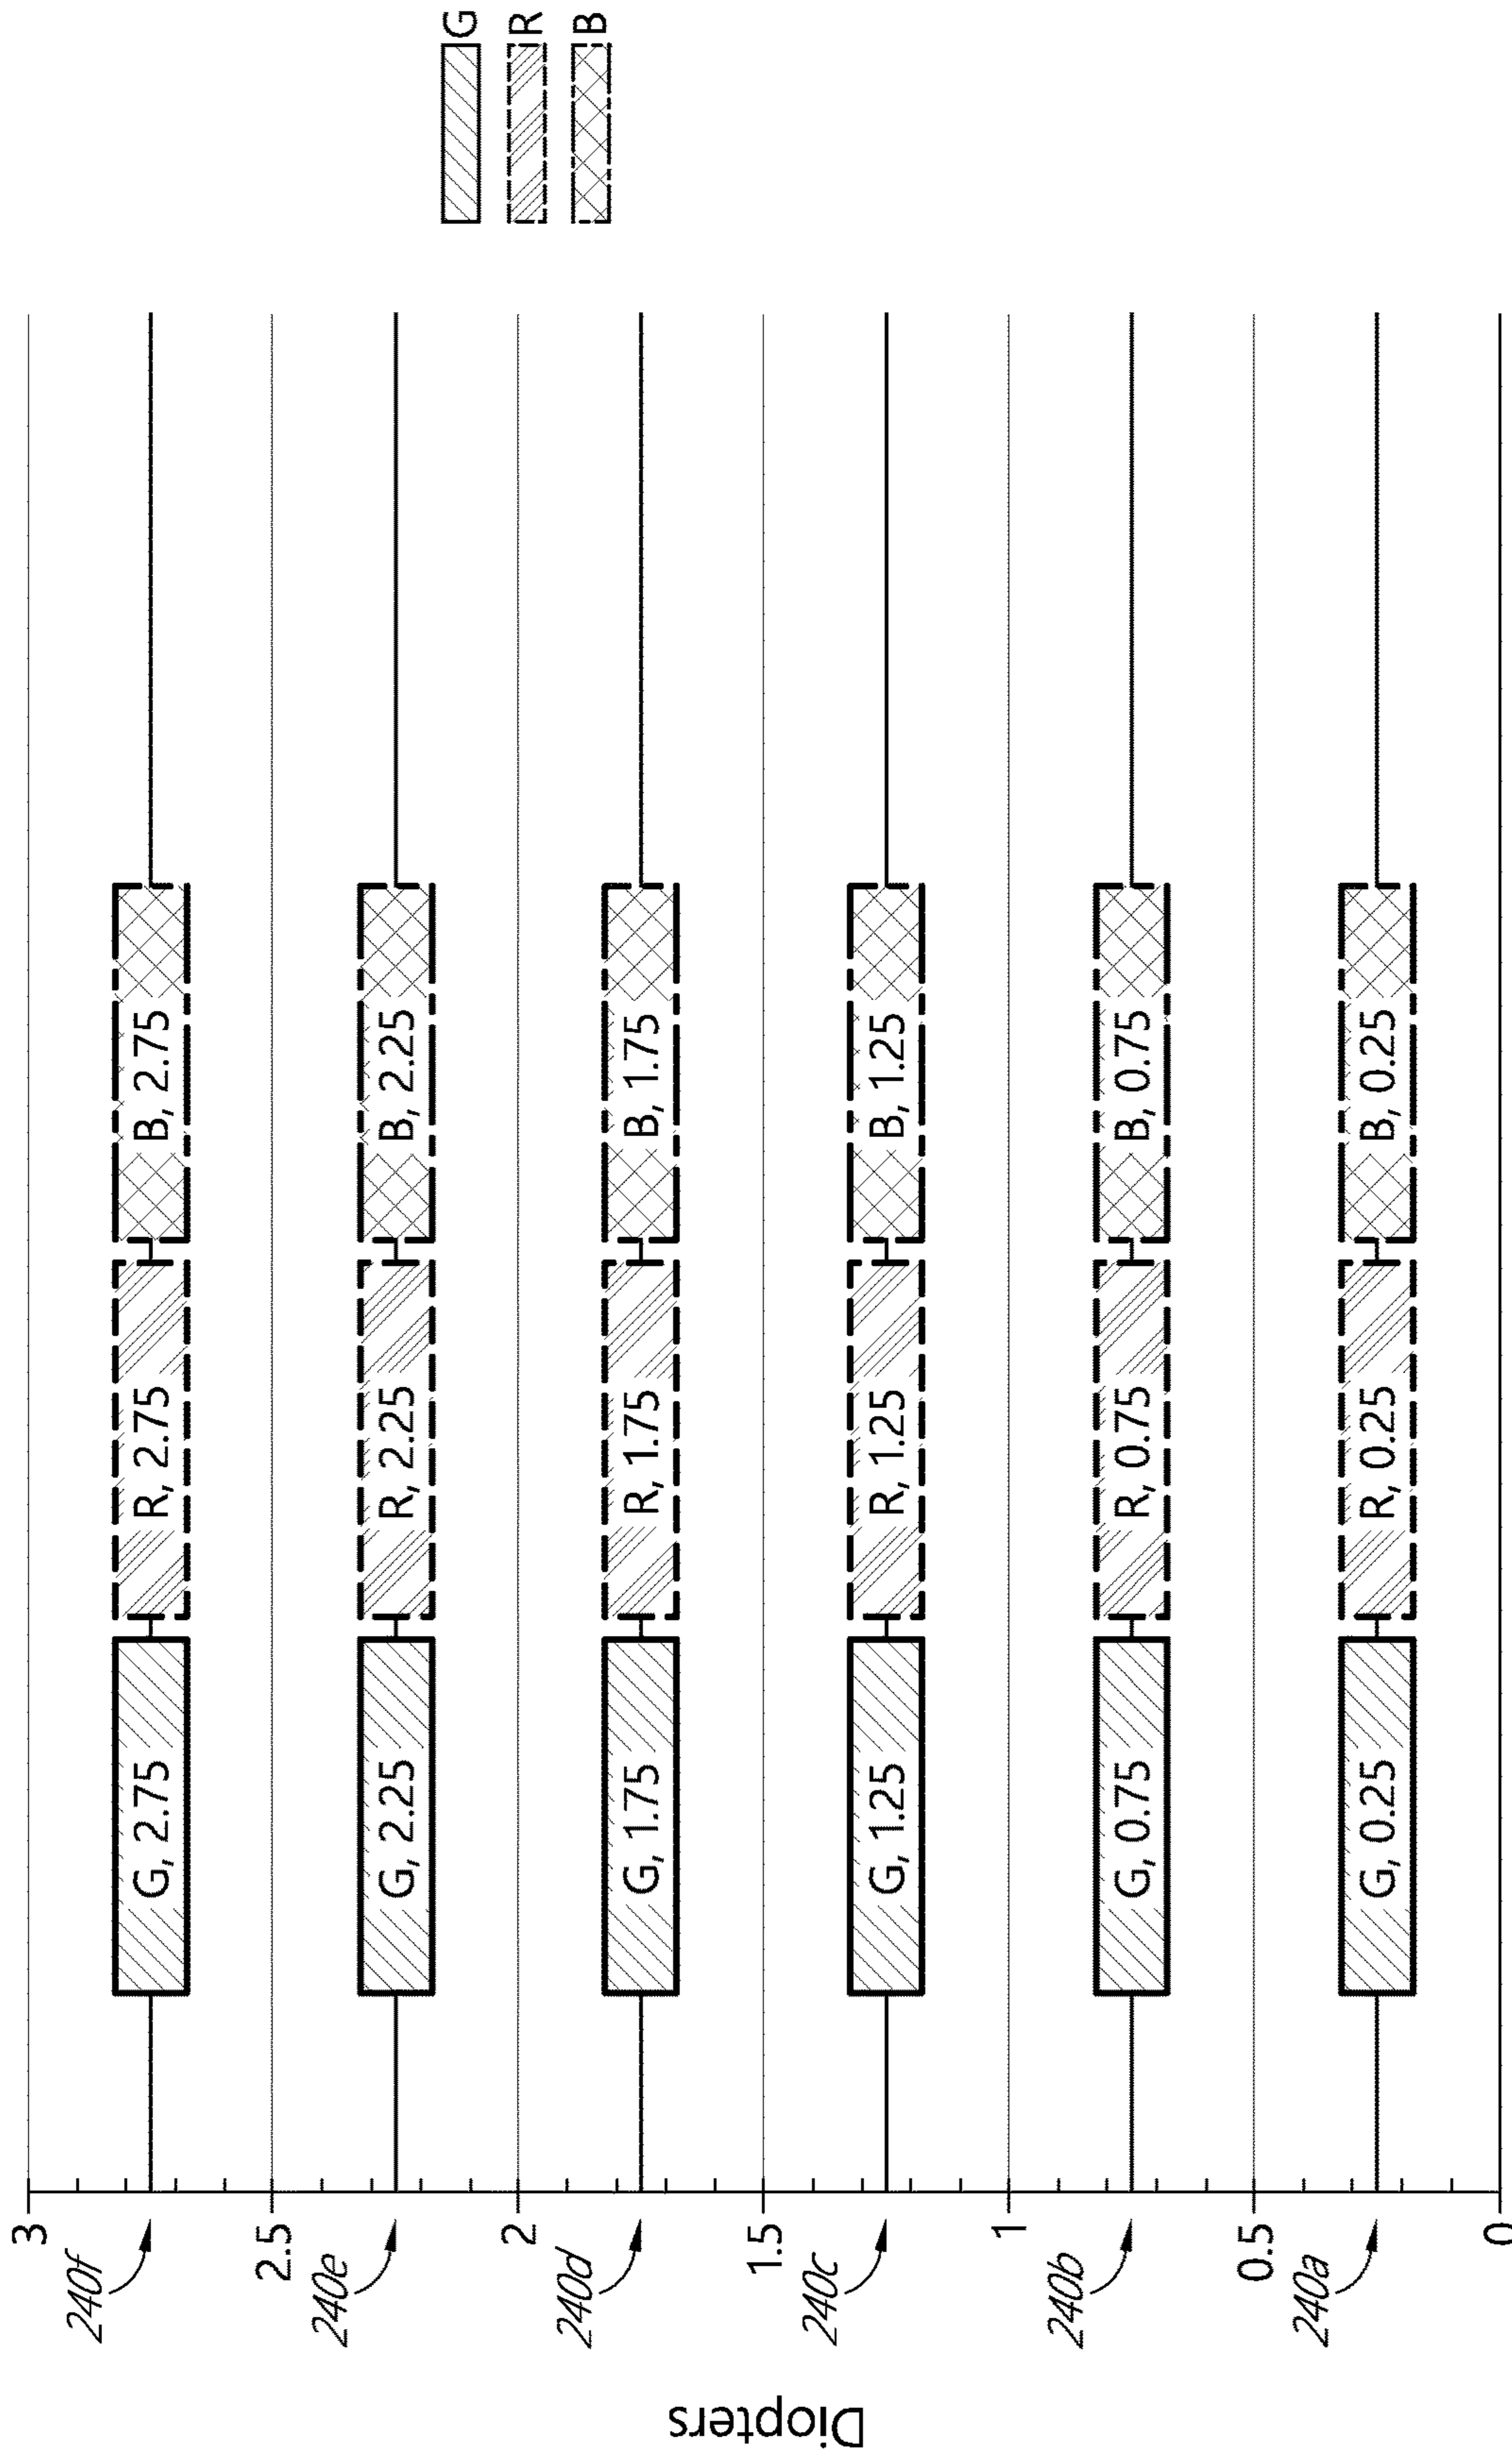 Diopters
3
240f
G, 2.75
R, 2.75
B, 2.75
2.5
240e
G, 2.25
R, 2.25
B, 2.25
2
240d
G, 1.75
R, 1.75
B, 1.75
1.5
240c
G, 1.25
R, 1.25
B, 1.25
1
240b
G, 0.75
R, 0.75
B, 0.75
0.5
240a
G, 0.25
R, 0.25
B, 0.25
0
G
R
B